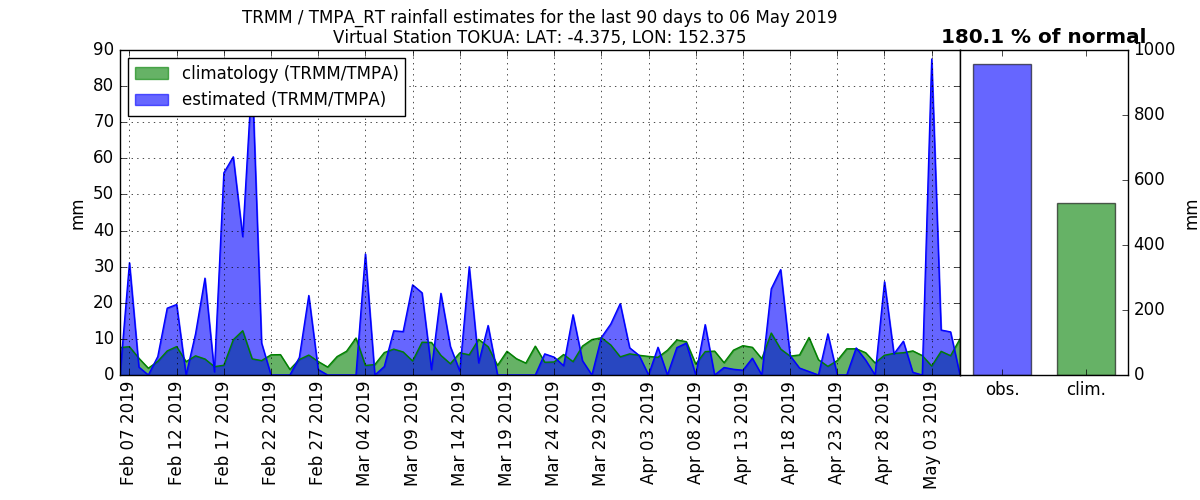 TRMM / TMPA_RT rainfall estimates for the last 90 days to 06 May 2019
Virtual Station TOKUA: LAT: -4.375, LON: 152.375
180.1 % of normal
climatology (TRMM/TMPA)
estimated (TRMM/TMPA)
90
80
70
60
50
40
30
20
10
0
mm
1000
800
600
400
200
0
mm
Feb 07 2019
Feb 12 2019
Feb 17 2019
Feb 22 2019
Feb 27 2019
Mar 04 2019
Mar 09 2019
Mar 14 2019
Mar 19 2019
Mar 24 2019
Mar 29 2019
Apr 03 2019
Apr 08 2019
Apr 13 2019
Apr 18 2019
Apr 23 2019
Apr 28 2019
May 03 2019
obs.
clim.